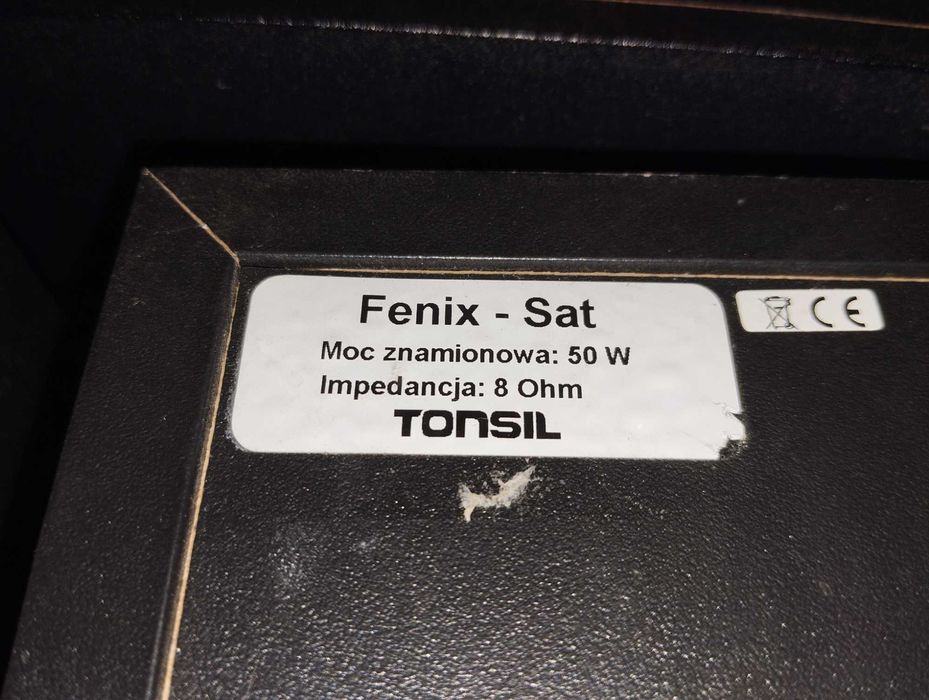 Fenix - Sat
Moc znamionowa: 50 W
Impedancja: 8 Ohm
TONSIL
CE